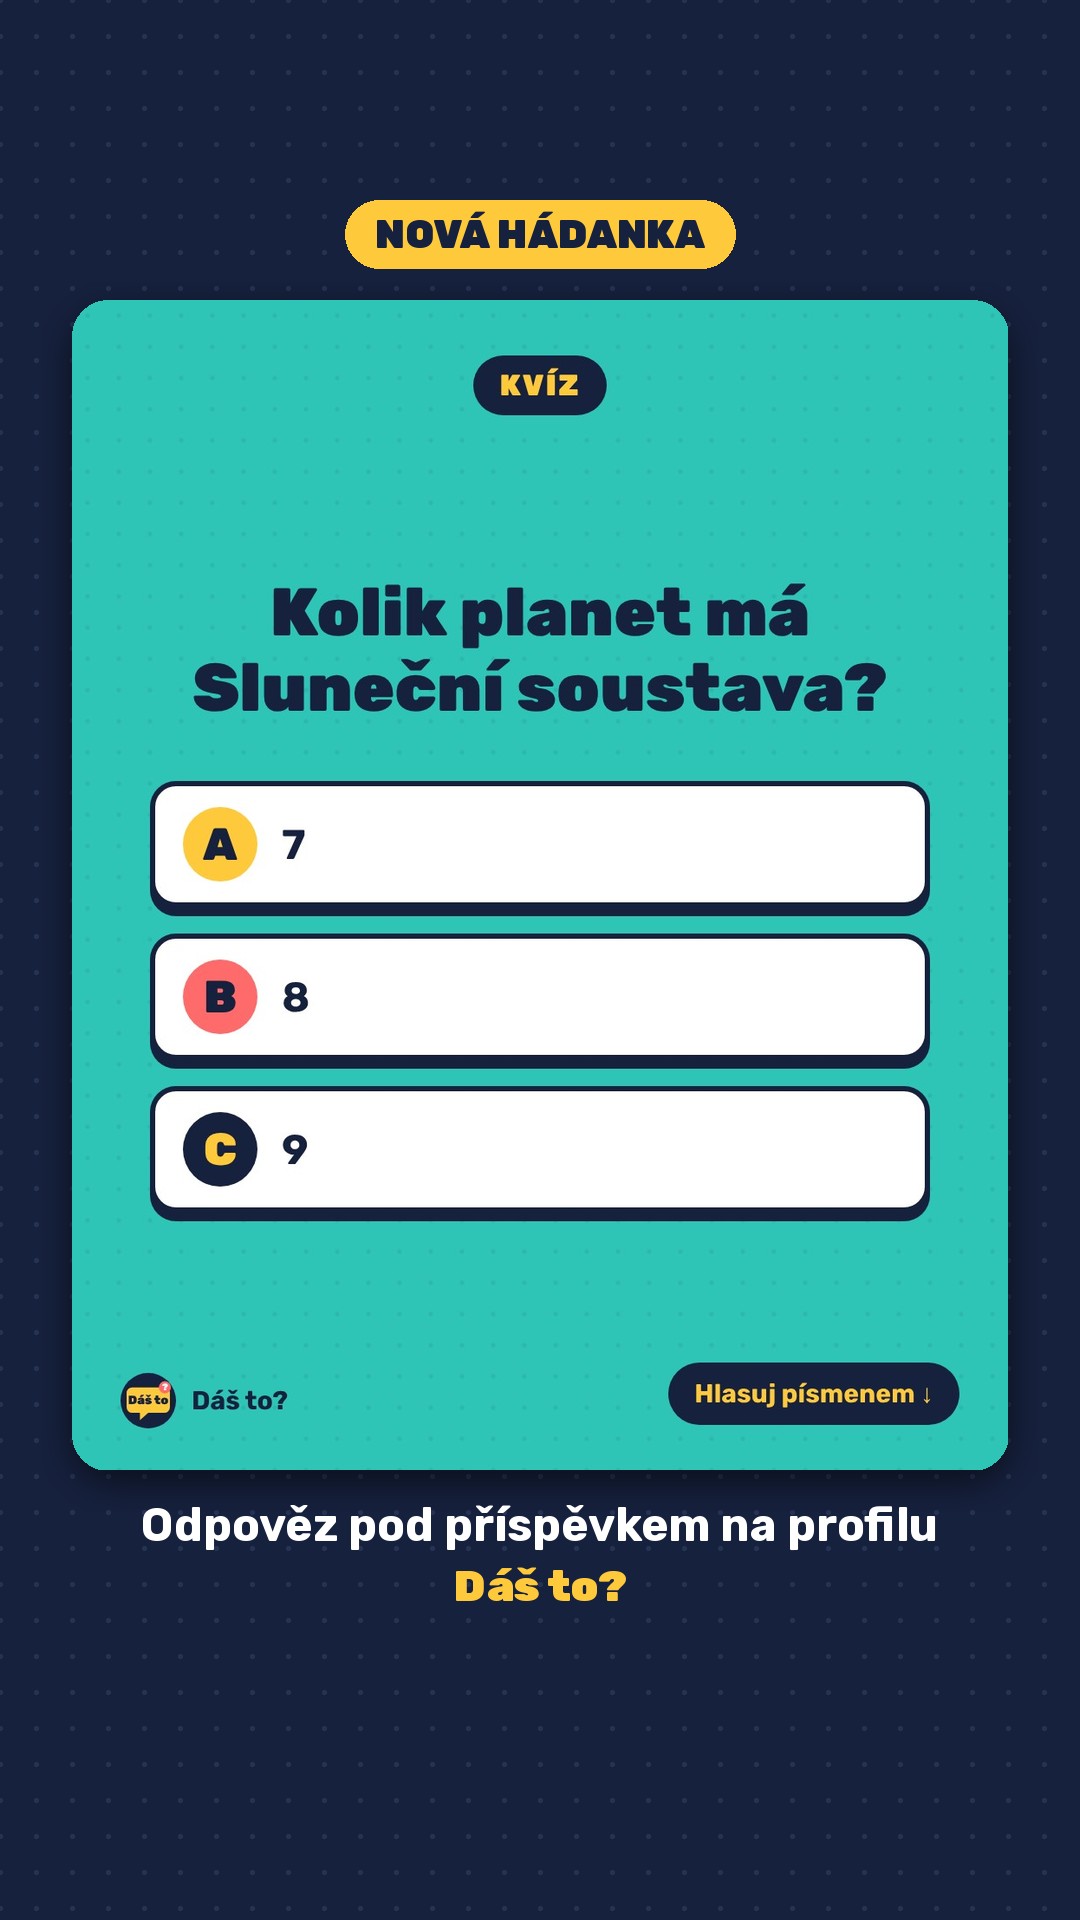 NOVÁ HÁDANKA
KVÍZ
Kolik planet má
Sluneční soustava?
A 7
B 8
C 9
Dáš to ?
Dáš to?
Hlasuj písmenem ↓
Odpověz pod příspěvkem na profilu
Dáš to?